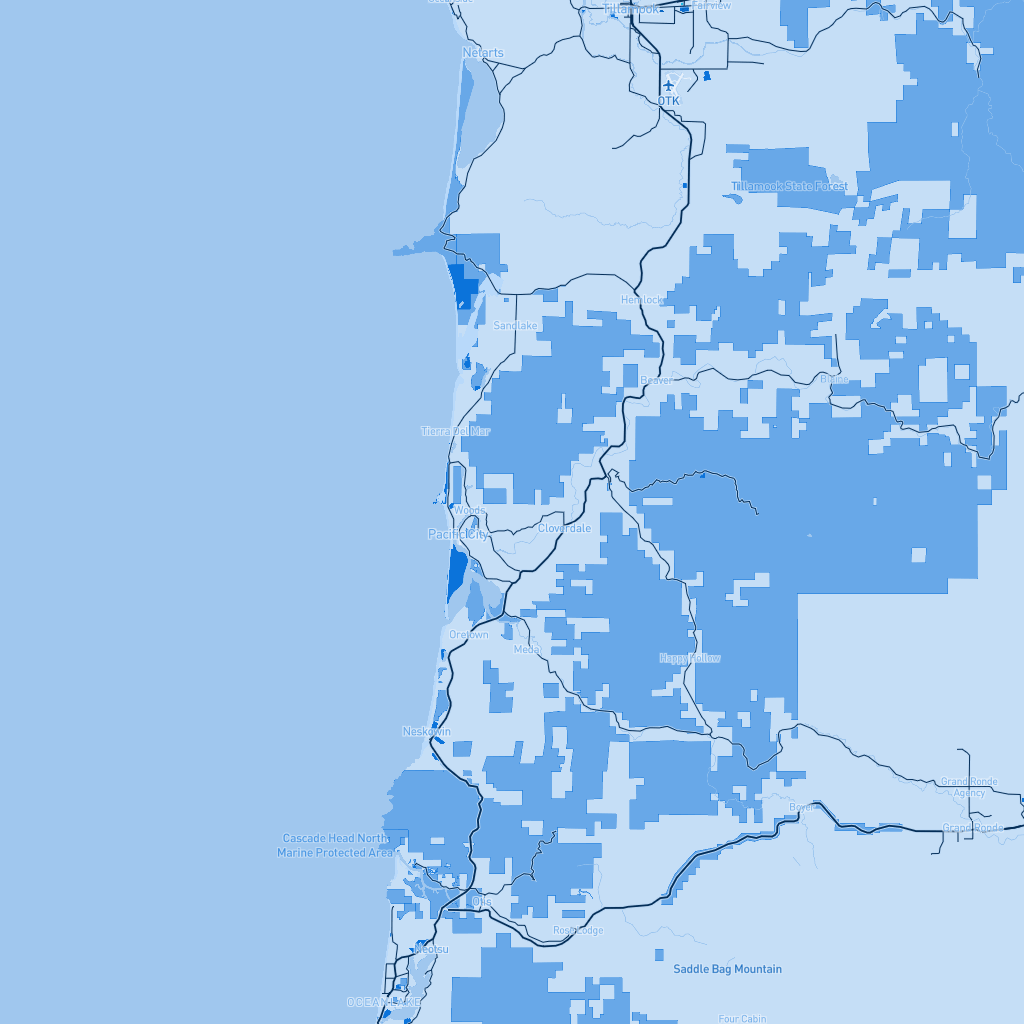 Tillamook
Fairview
Netarts
OTK
Tillamook State Forest
Hemlock
Sandlake
Beaver
Blaine
Tierra Del Mar
Woods
Pacific City
Cloverdale
Oretown
Meda
Happy Hollow
Neskowin
Grand Ronde
Agency
Boyer
Grand Ronde
Cascade Head North
Marine Protected Area
Otis
Rose Lodge
Neotsu
Saddle Bag Mountain
OCEANLAKE
Four Cabin